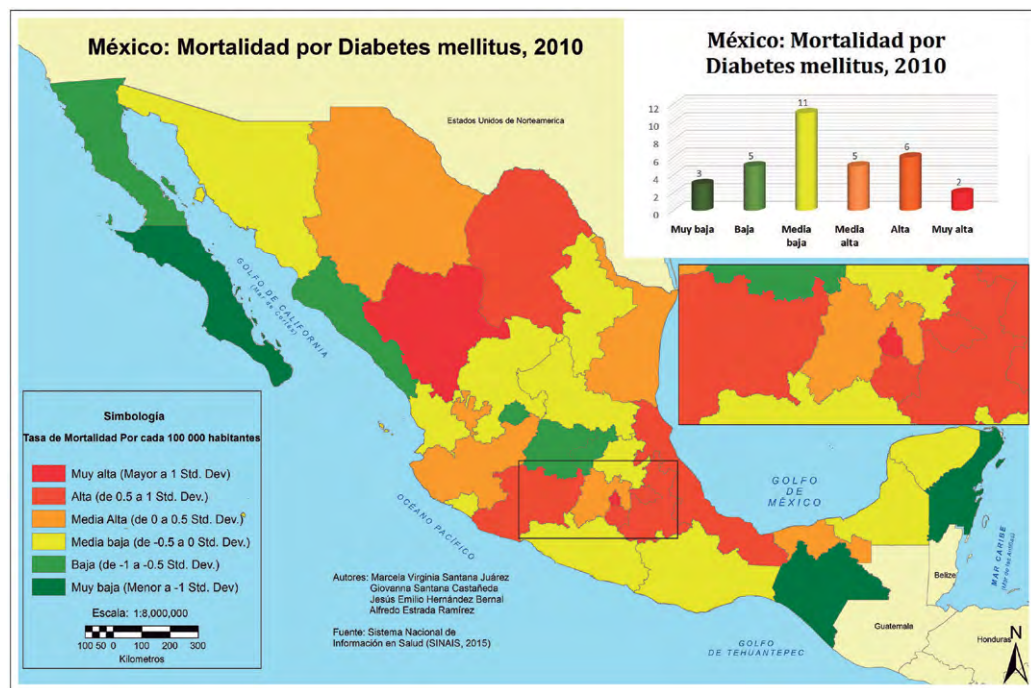 México: Mortalidad por Diabetes mellitus, 2010
México: Mortalidad por
Diabetes mellitus, 2010
12
10
8
6
4
2
0
3
5
11
5
6
2
Muy baja
Baja
Media
baja
Media
alta
Alta
Muy alta
Estados Unidos de Norteamerica
GOLFO DE CALIFORNIA
(Mar de Cortés)
OCÉANO PACÍFICO
GOLFO
DE
MÉXICO
MAR CARIBE
(Mar de las Antillas)
Belize
Guatemala
Honduras
GOLFO
DE TEHUANTEPEC
N
Simbología
Tasa de Mortalidad Por cada 100 000 habitantes
Muy alta (Mayor a 1 Std. Dev)
Alta (de 0.5 a 1 Std. Dev.)
Media Alta (de 0 a 0.5 Std. Dev.)
Media baja (de -0.5 a 0 Std. Dev.)
Baja (de -1 a -0.5 Std. Dev.)
Muy baja (Menor a -1 Std. Dev)
Escala: 1:8,000,000
100 50 0 100 200 300
Kilometros
Autores: Marcela Virginia Santana Juárez
Giovanna Santana Castañeda
Jesús Emilio Hernández Bernal
Alfredo Estrada Ramírez
Fuente: Sistema Nacional de
Información en Salud (SINAIS, 2015)